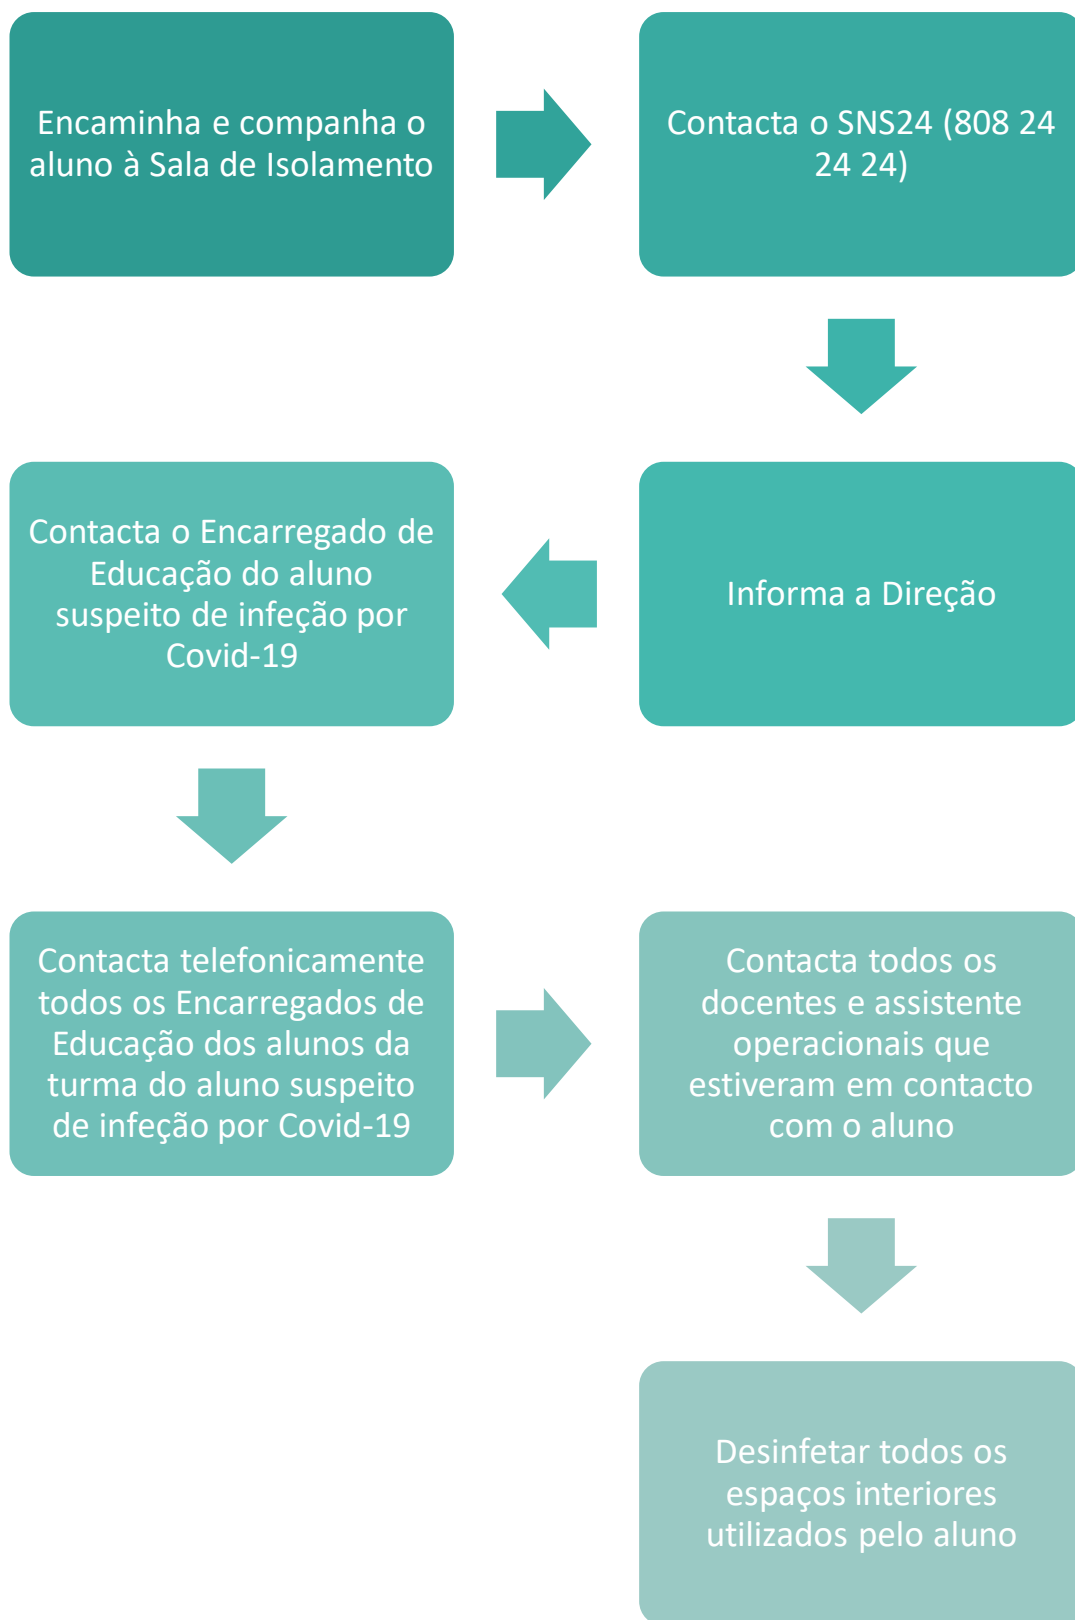 Encaminha e companha o
aluno à Sala de Isolamento
Contacta o SNS24 (808 24
24 24)
Informa a Direção
Contacta o Encarregado de
Educação do aluno
suspeito de infeção por
Covid-19
Contacta telefonicamente
todos os Encarregados de
Educação dos alunos da
turma do aluno suspeito
de infeção por Covid-19
Contacta todos os
docentes e assistente
operacionais que
estiveram em contacto
com o aluno
Desinfetar todos os
espaços interiores
utilizados pelo aluno